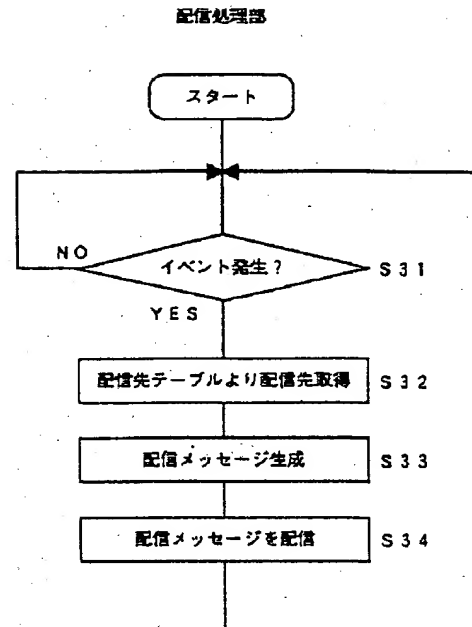 配信処理部
スタート
NO
イベント発生?
S31
YES
配信先テーブルより配信先取得
S32
配信メッセージ生成
S33
配信メッセージを配信
S34